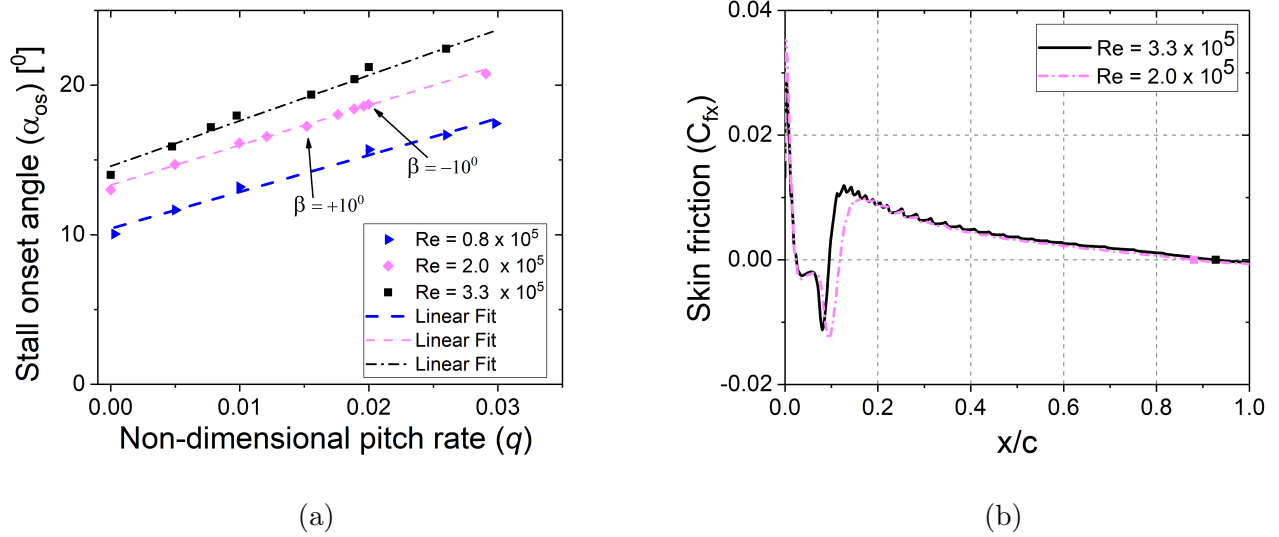 Stall onset angle (α_os) [⁰]
20
10
0
β = −10⁰
β = +10⁰
Re = 0.8 x 10⁵
Re = 2.0 x 10⁵
Re = 3.3 x 10⁵
Linear Fit
Linear Fit
Linear Fit
0.00 0.01 0.02 0.03
Non-dimensional pitch rate (q)
(a)
Skin friction (C_fx)
0.04
0.02
0.00
-0.02
Re = 3.3 x 10⁵
Re = 2.0 x 10⁵
0.0 0.2 0.4 0.6 0.8 1.0
x/c
(b)